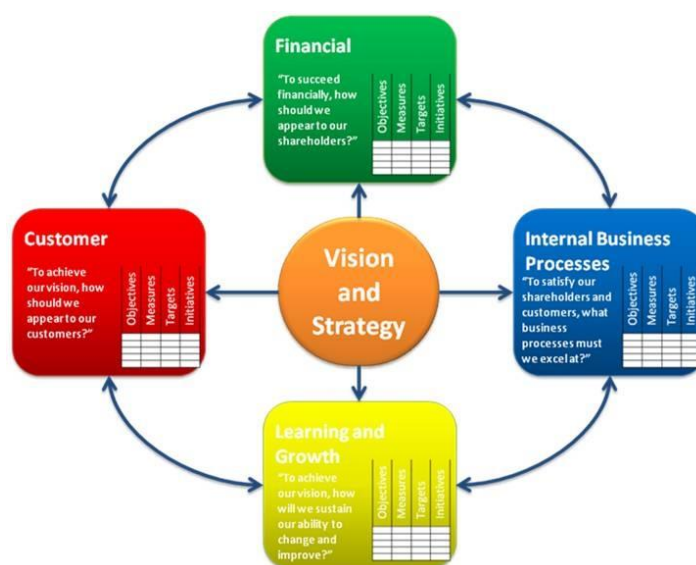 Financial
"To succeed
financially, how
should we
appear to our
shareholders?"
Objectives
Measures
Targets
Initiatives
Customer
"To achieve
our vision, how
should we
appear to our
customers?"
Objectives
Measures
Targets
Initiatives
Vision
and
Strategy
Internal Business
Processes
"To satisfy our
shareholders and
customers, what
business
processes must
we excel at?"
Objectives
Measures
Targets
Initiatives
Learning and
Growth
"To achieve
our vision, how
will we sustain
our ability to
change and
improve?"
Objectives
Measures
Targets
Initiatives